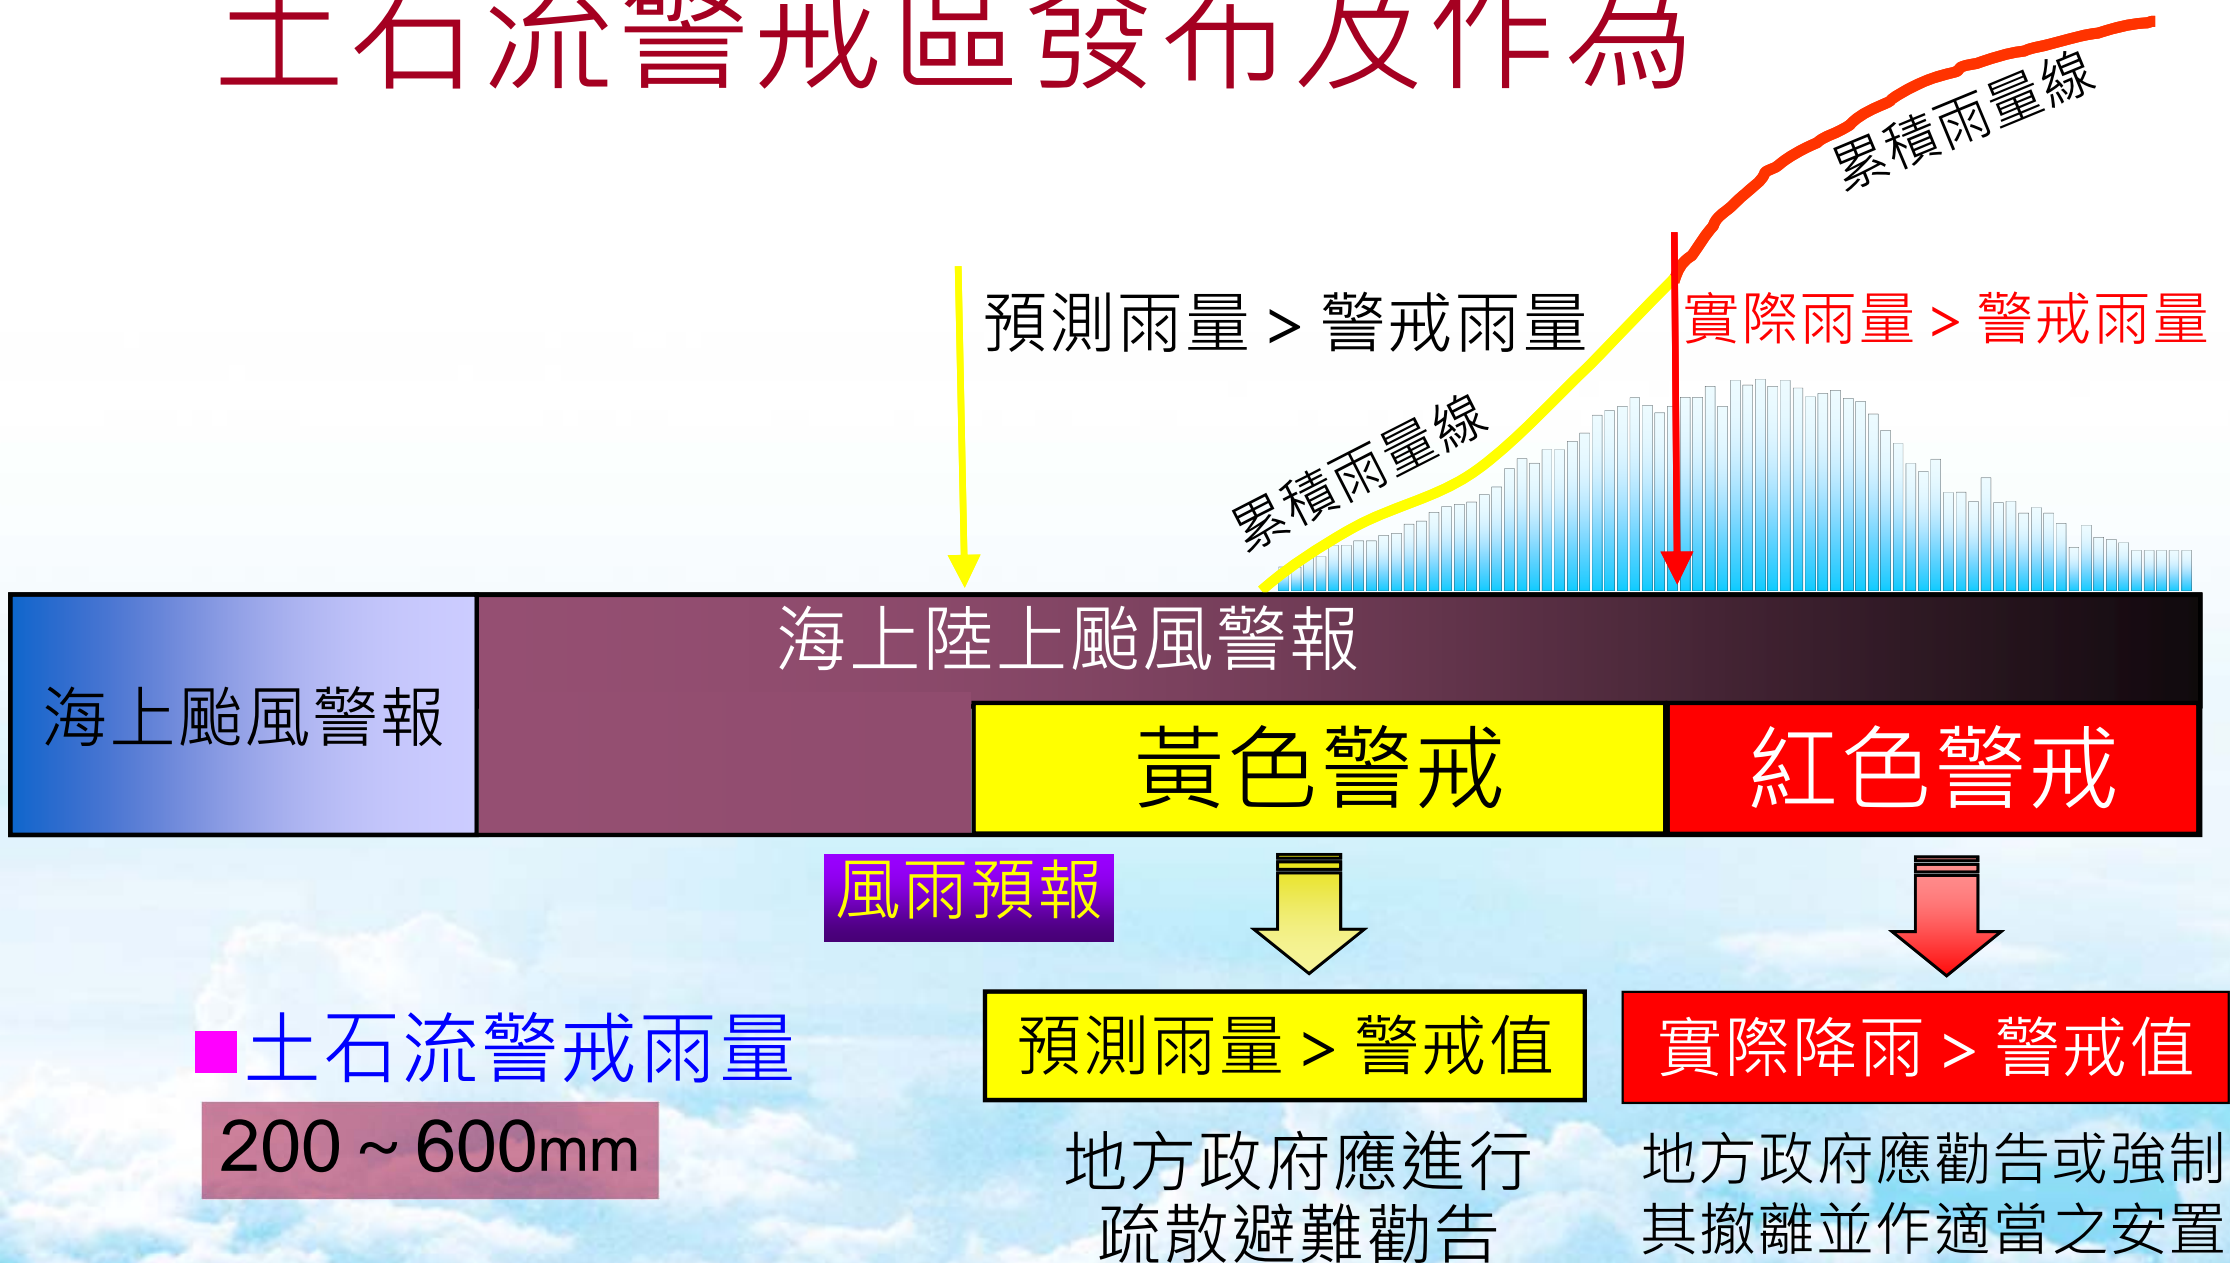 土石流警戒區發布及作為
累積雨量線
預測雨量 > 警戒雨量
實際雨量 > 警戒雨量
累積雨量線
海上陸上颱風警報
海上颱風警報
黃色警戒
紅色警戒
風雨預報
土石流警戒雨量
200 ~ 600mm
預測雨量 > 警戒值
實際降雨 > 警戒值
地方政府應進行
疏散避難勸告
地方政府應勸告或強制
其撤離並作適當之安置